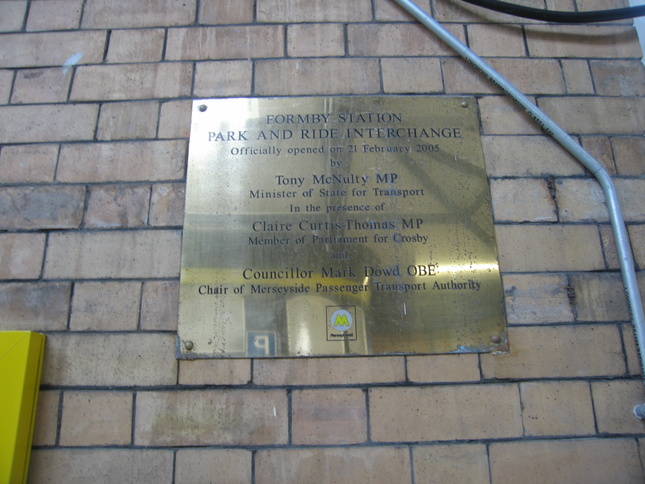 FORMBY STATION
PARK AND RIDE INTERCHANGE
Officially opened on 21 February 2005
by
Tony McNulty MP
Minister of State for Transport
In the presence of
Claire Curtis-Thomas MP
Member of Parliament for Crosby
and
Councillor Mark Dowd OBE
Chair of Merseyside Passenger Transport Authority
M
P